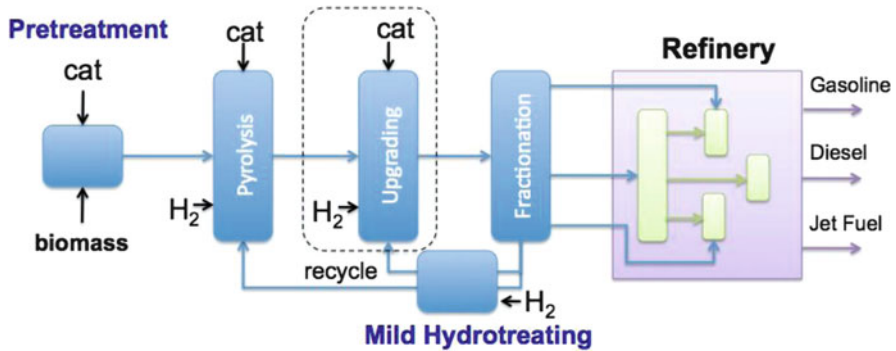 Pretreatment
cat
biomass
cat
Pyrolysis
H2
cat
Upgrading
H2
Fractionation
recycle
H2
Mild Hydrotreating
Refinery
Gasoline
Diesel
Jet Fuel